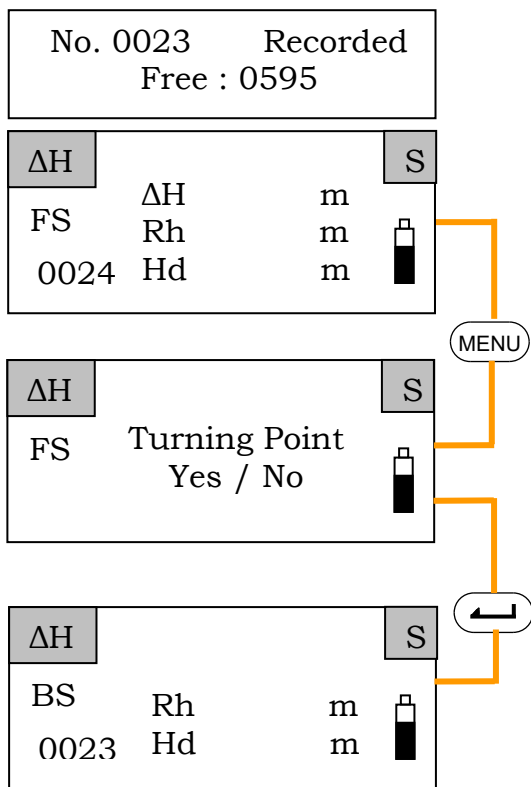 No. 0023 Recorded
Free : 0595
ΔH S
ΔH m
FS Rh m
0024 Hd m
MENU
ΔH S
FS Turning Point
Yes / No
ΔH S
BS Rh m
0023 Hd m